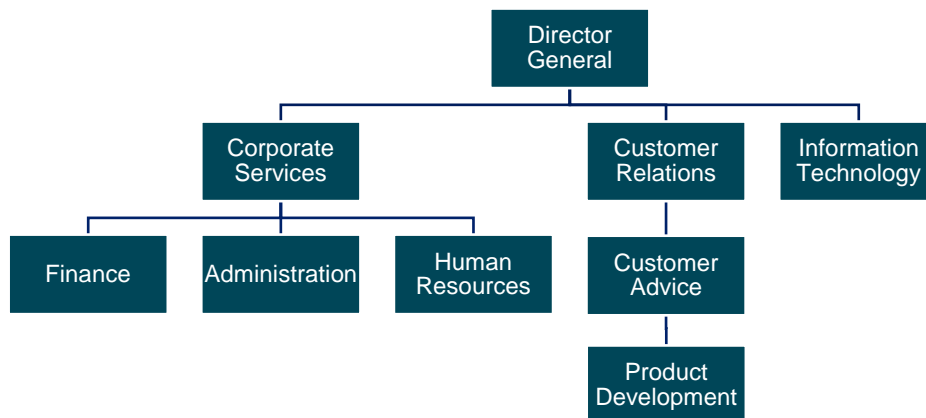 Director
General
Corporate
Services
Customer
Relations
Information
Technology
Finance
Administration
Human
Resources
Customer
Advice
Product
Development